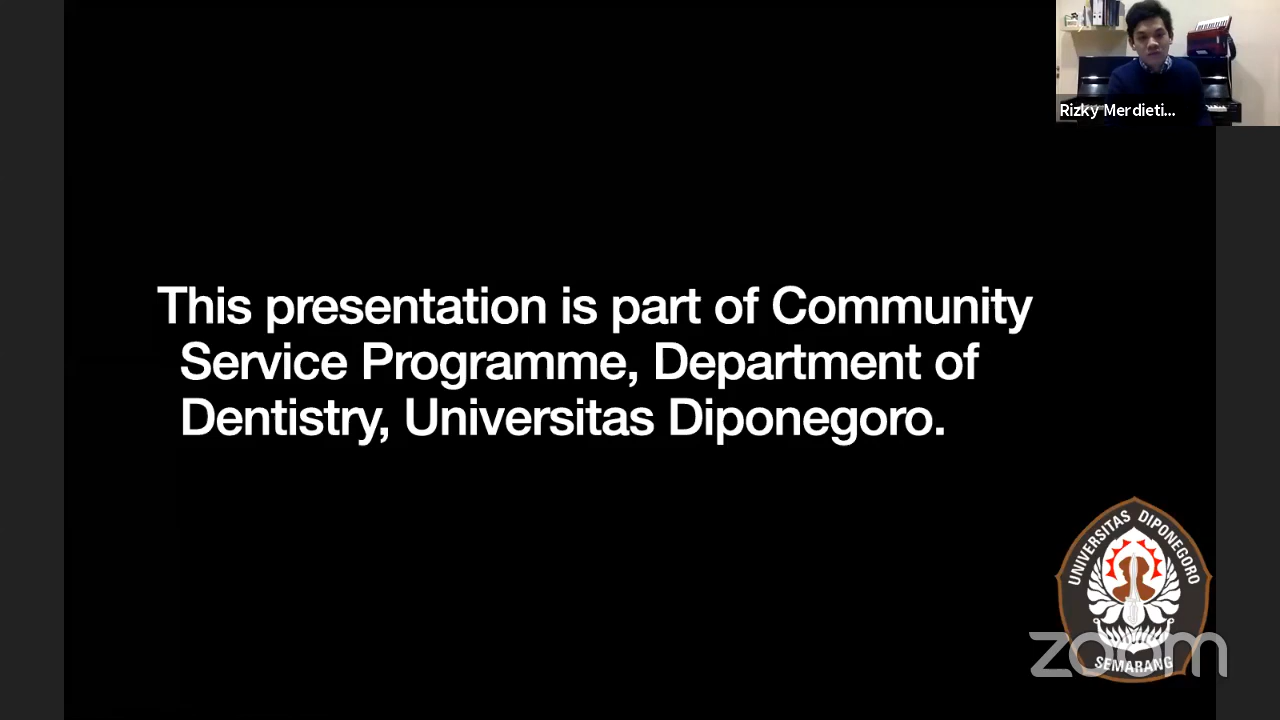 Rizky Merdieti...
This presentation is part of Community
Service Programme, Department of
Dentistry, Universitas Diponegoro.
UNIVERSITAS DIPONEGORO
SEMARANG
zoom